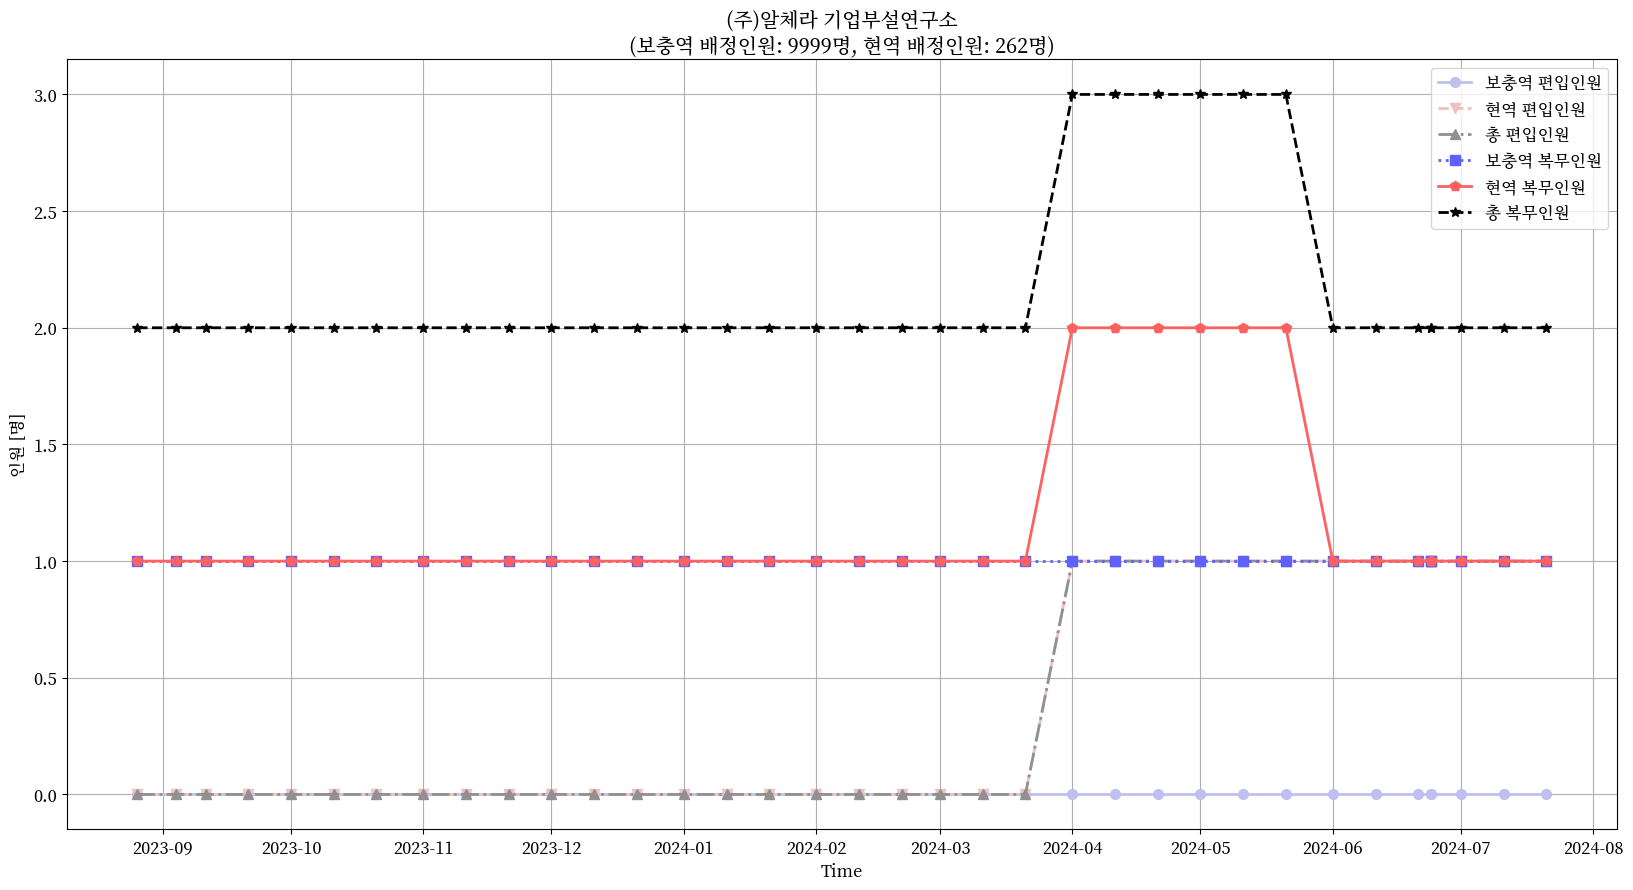 (주)알체라 기업부설연구소
(보충역 배정인원: 9999명, 현역 배정인원: 262명)
3.0
2.5
2.0
1.5
1.0
0.5
0.0
인원 [명]
보충역 편입인원
현역 편입인원
총 편입인원
보충역 복무인원
현역 복무인원
총 복무인원
2023-09 2023-10 2023-11 2023-12 2024-01 2024-02 2024-03 2024-04 2024-05 2024-06 2024-07 2024-08
Time